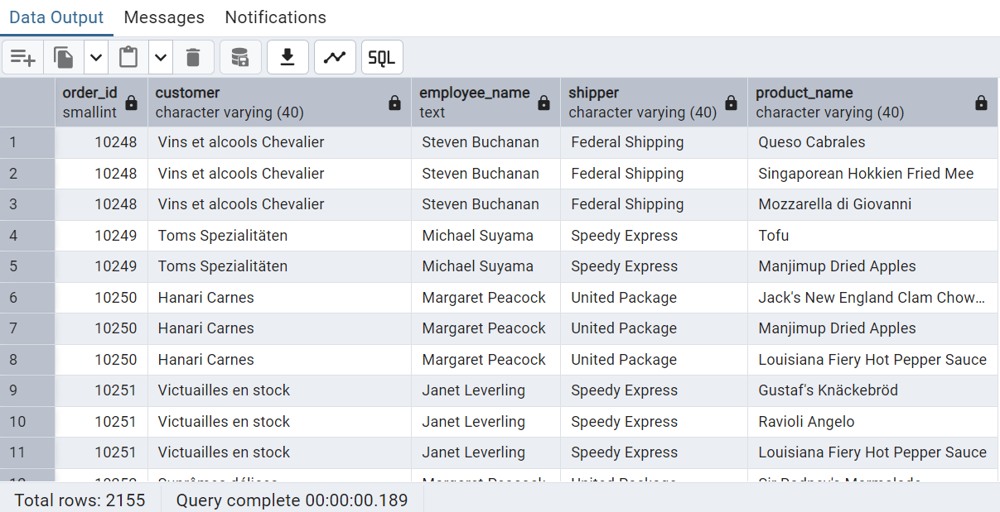 Data Output Messages Notifications
SQL
order_id customer employee_name shipper product_name
smallint character varying (40) text character varying (40) character varying (40)
1 10248 Vins et alcools Chevalier Steven Buchanan Federal Shipping Queso Cabrales
2 10248 Vins et alcools Chevalier Steven Buchanan Federal Shipping Singaporean Hokkien Fried Mee
3 10248 Vins et alcools Chevalier Steven Buchanan Federal Shipping Mozzarella di Giovanni
4 10249 Toms Spezialitäten Michael Suyama Speedy Express Tofu
5 10249 Toms Spezialitäten Michael Suyama Speedy Express Manjimup Dried Apples
6 10250 Hanari Carnes Margaret Peacock United Package Jack's New England Clam Chow...
7 10250 Hanari Carnes Margaret Peacock United Package Manjimup Dried Apples
8 10250 Hanari Carnes Margaret Peacock United Package Louisiana Fiery Hot Pepper Sauce
9 10251 Victuailles en stock Janet Leverling Speedy Express Gustaf's Knäckebröd
10 10251 Victuailles en stock Janet Leverling Speedy Express Ravioli Angelo
11 10251 Victuailles en stock Janet Leverling Speedy Express Louisiana Fiery Hot Pepper Sauce
Total rows: 2155 Query complete 00:00:00.189